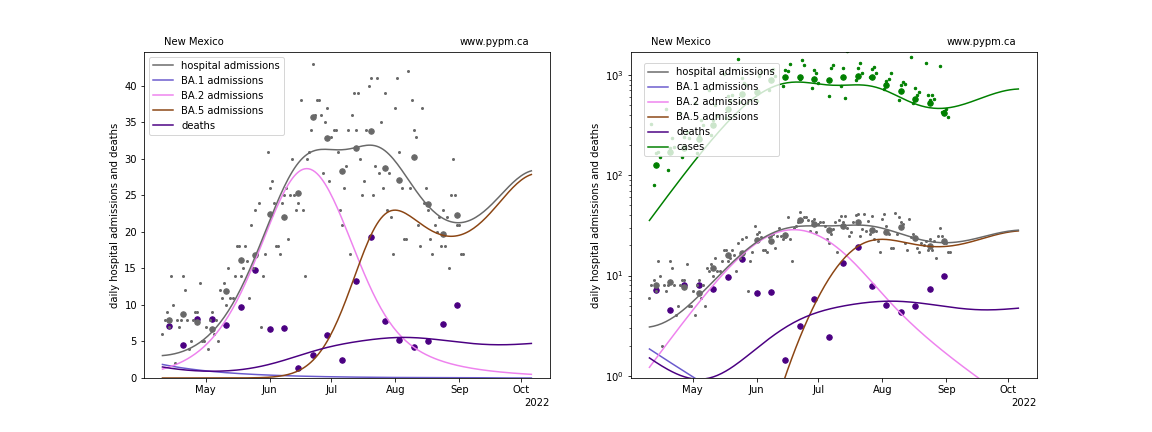 New Mexico www.pypm.ca
hospital admissions
BA.1 admissions
BA.2 admissions
BA.5 admissions
deaths
daily hospital admissions and deaths
40
35
30
25
20
15
10
5
0
May Jun Jul Aug Sep Oct
2022
New Mexico www.pypm.ca
hospital admissions
BA.1 admissions
BA.2 admissions
BA.5 admissions
deaths
cases
daily hospital admissions and deaths
10³
10²
10¹
10⁰
May Jun Jul Aug Sep Oct
2022